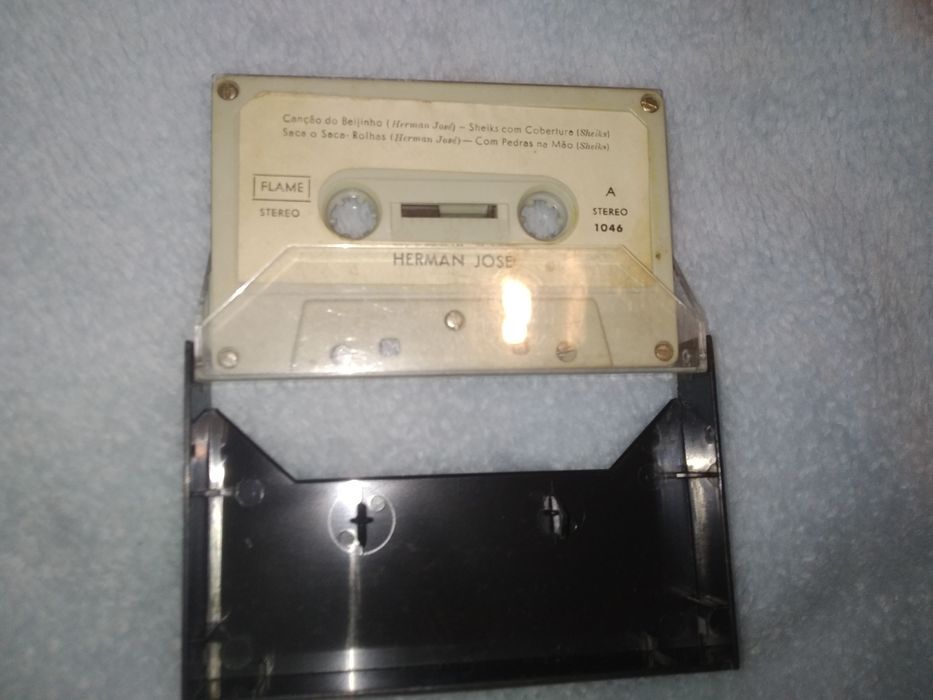 Canção do Beijinho (Herman José) – Sheiks com Cobertura (Sheiks)
Saca o Saca-Rolhas (Herman José) — Com Pedras na Mão (Sheiks)
FLAME
STEREO
A
STEREO
1046
HERMAN JOSÉ